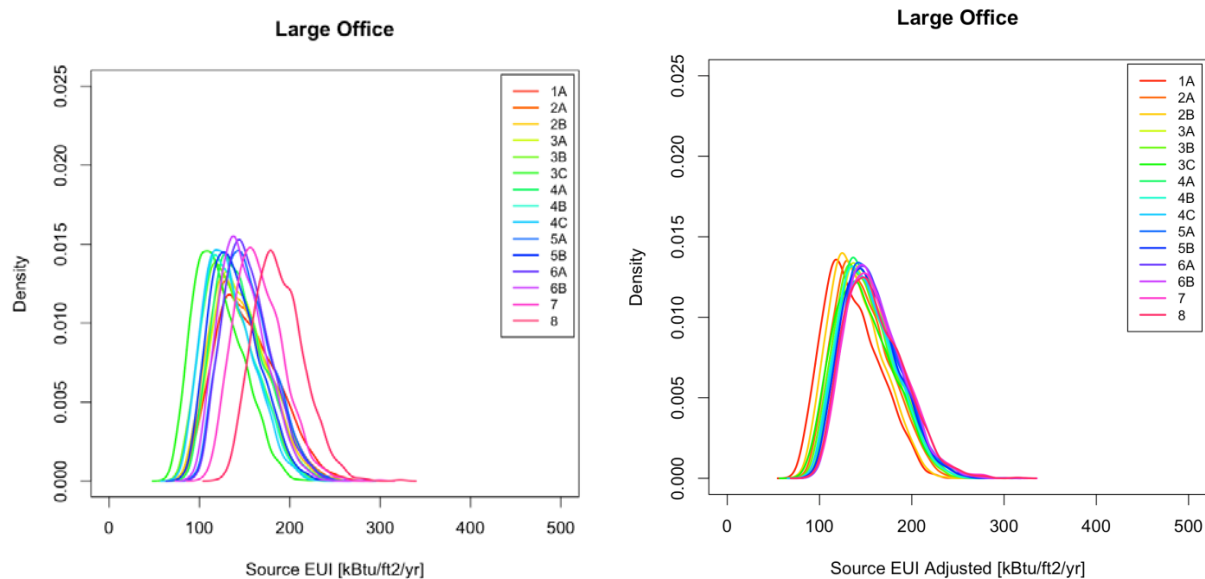 Large Office
0.025
0.020
0.015
0.010
0.005
0.000
Density
1A
2A
2B
3A
3B
3C
4A
4B
4C
5A
5B
6A
6B
7
8
0 100 200 300 400 500
Source EUI [kBtu/ft2/yr]
Large Office
0.025
0.020
0.015
0.010
0.005
0.000
Density
1A
2A
2B
3A
3B
3C
4A
4B
4C
5A
5B
6A
6B
7
8
0 100 200 300 400 500
Source EUI Adjusted [kBtu/ft2/yr]